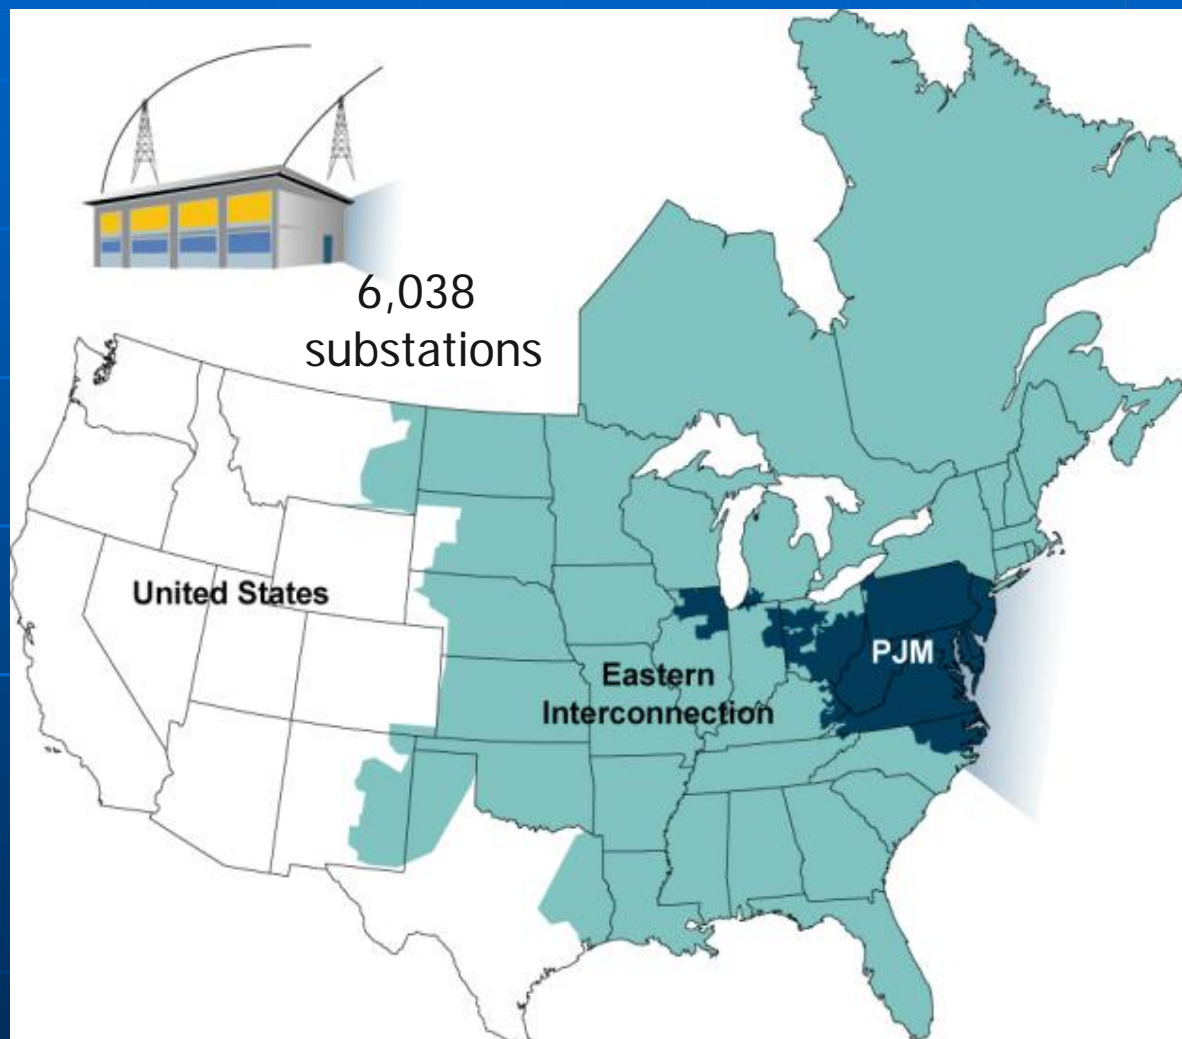 6,038
substations
United States
PJM
Eastern
Interconnection